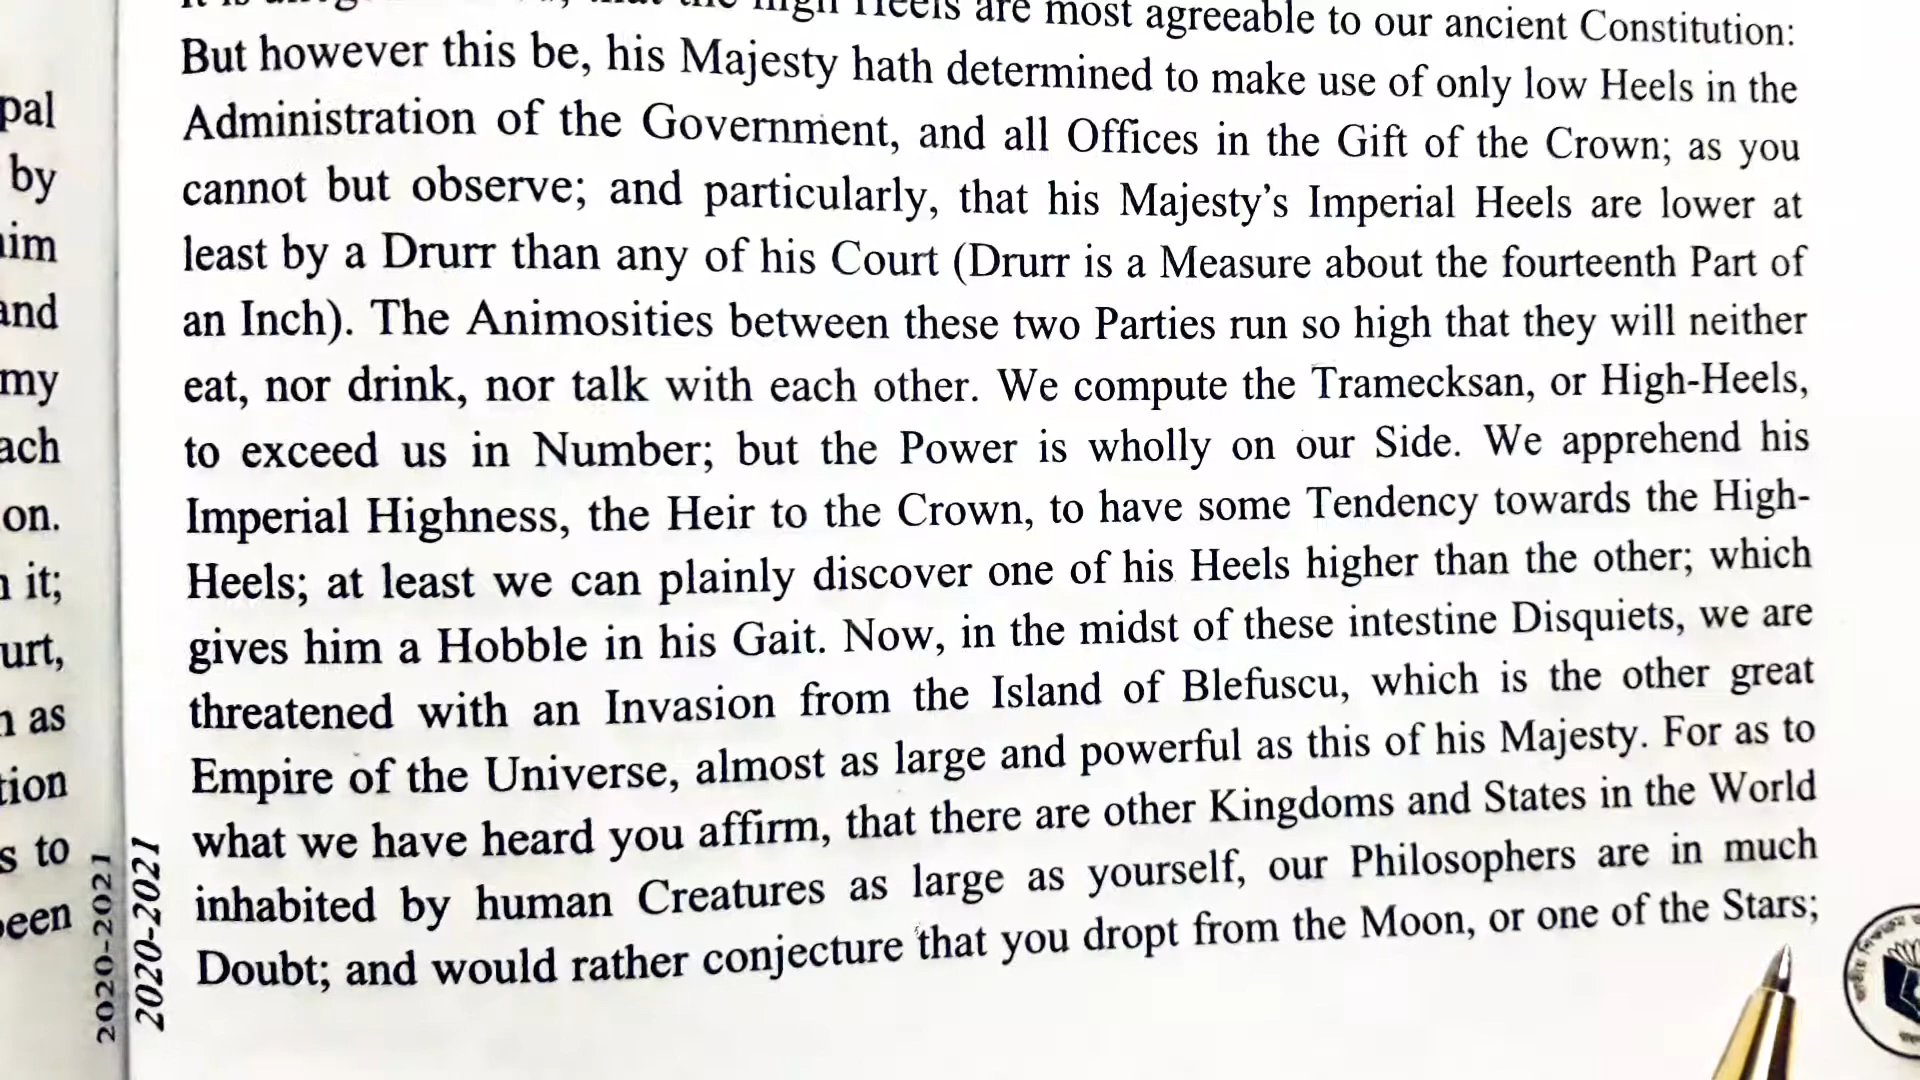 pal
by
im
and
my
ach
on.
it;
urt,
as
tion
s to
een
2020-2021
2020-2021
High Heels are most agreeable to our ancient Constitution:
But however this be, his Majesty hath determined to make use of only low Heels in the
Administration of the Government, and all Offices in the Gift of the Crown; as you
cannot but observe; and particularly, that his Majesty’s Imperial Heels are lower at
least by a Drurr than any of his Court (Drurr is a Measure about the fourteenth Part of
an Inch). The Animosities between these two Parties run so high that they will neither
eat, nor drink, nor talk with each other. We compute the Tramecksan, or High-Heels,
to exceed us in Number; but the Power is wholly on our Side. We apprehend his
Imperial Highness, the Heir to the Crown, to have some Tendency towards the High-
Heels; at least we can plainly discover one of his Heels higher than the other; which
gives him a Hobble in his Gait. Now, in the midst of these intestine Disquiets, we are
threatened with an Invasion from the Island of Blefuscu, which is the other great
Empire of the Universe, almost as large and powerful as this of his Majesty. For as to
what we have heard you affirm, that there are other Kingdoms and States in the World
inhabited by human Creatures as large as yourself, our Philosophers are in much
Doubt; and would rather conjecture that you dropt from the Moon, or one of the Stars;